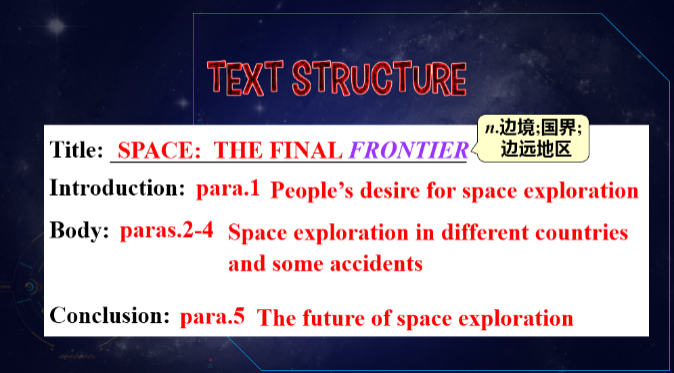 TEXT STRUCTURE
Title: SPACE: THE FINAL FRONTIER
n.边境;国界;
边远地区
Introduction: para.1 People's desire for space exploration
Body: paras.2-4 Space exploration in different countries
and some accidents
Conclusion: para.5 The future of space exploration